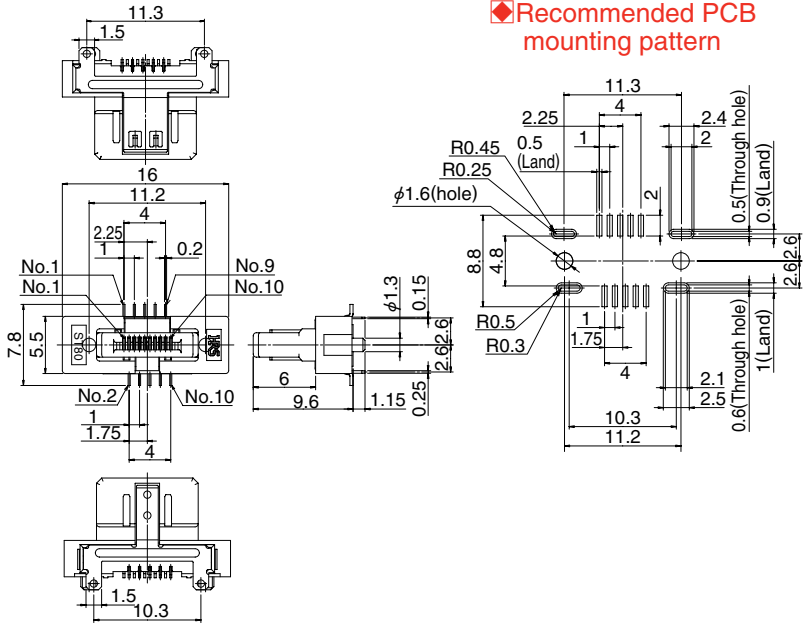 11.3
1.5
◆Recommended PCB
mounting pattern
16
11.2
4
2.25
1
0.2
No.1
No.9
No.1
No.10
7.8
5.5
ST80
HRS
No.2
No.10
1
1.75
4
φ1.3
0.15
2.6
2.6
6
9.6
1.15
0.25
1.5
10.3
11.3
4
2.25
1
0.5
(Land)
2.4
2
2
0.5(Through hole)
0.9(Land)
R0.45
R0.25
φ1.6(hole)
8.8
4.8
2.6
2.6
R0.5
R0.3
1
1.75
4
0.6(Through hole)
1(Land)
2.1
2.5
10.3
11.2